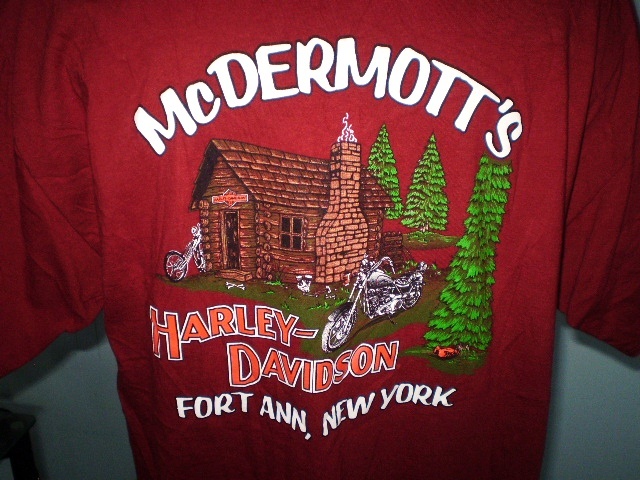 McDERMOTT'S
HARLEY-
DAVIDSON
FORT ANN, NEW YORK